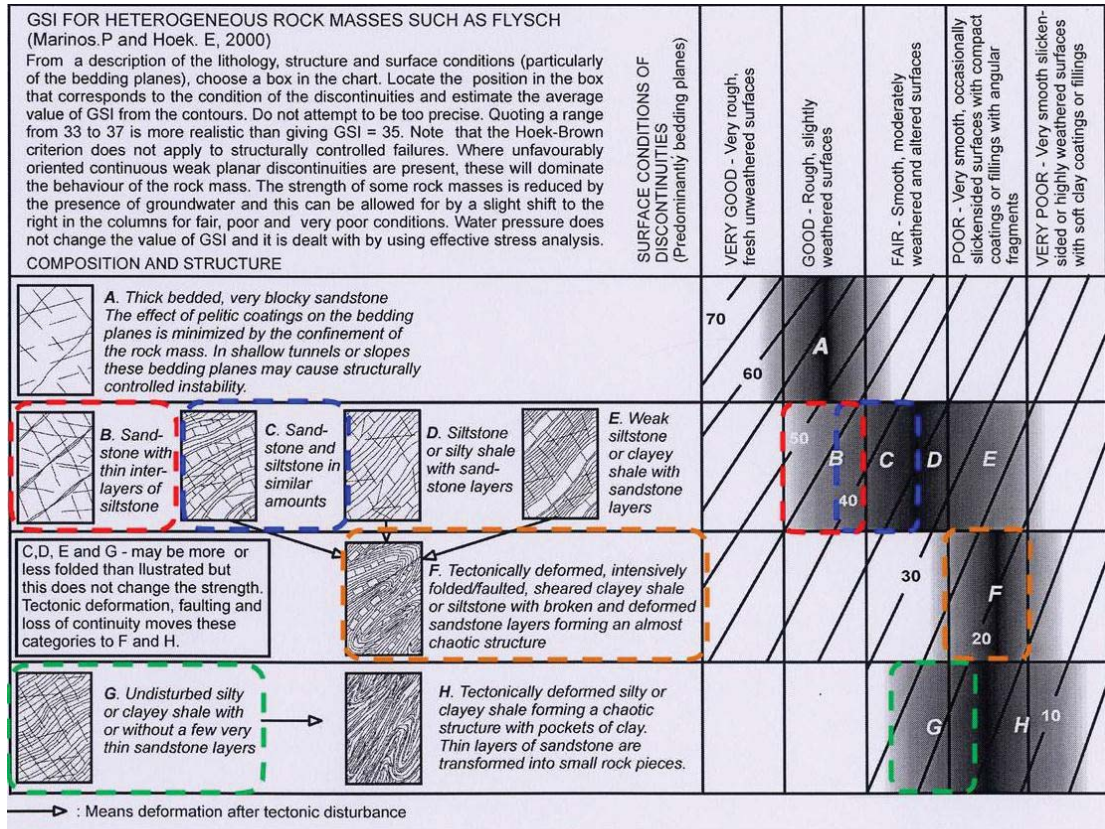 GSI FOR HETEROGENEOUS ROCK MASSES SUCH AS FLYSCH
(Marinos.P and Hoek. E, 2000)
From a description of the lithology, structure and surface conditions (particularly
of the bedding planes), choose a box in the chart. Locate the position in the box
that corresponds to the condition of the discontinuities and estimate the average
value of GSI from the contours. Do not attempt to be too precise. Quoting a range
from 33 to 37 is more realistic than giving GSI = 35. Note that the Hoek-Brown
criterion does not apply to structurally controlled failures. Where unfavourably
oriented continuous weak planar discontinuities are present, these will dominate
the behaviour of the rock mass. The strength of some rock masses is reduced by
the presence of groundwater and this can be allowed for by a slight shift to the
right in the columns for fair, poor and very poor conditions. Water pressure does
not change the value of GSI and it is dealt with by using effective stress analysis.
COMPOSITION AND STRUCTURE
SURFACE CONDITIONS OF
DISCONTINUITIES
(Predominantly bedding planes)
VERY GOOD - Very rough,
fresh unweathered surfaces
GOOD - Rough, slightly
weathered surfaces
FAIR - Smooth, moderately
weathered and altered surfaces
POOR - Very smooth, occasionally
slickensided surfaces with compact
coatings or fillings with angular
fragments
VERY POOR - Very smooth slicken-
sided or highly weathered surfaces
with soft clay coatings or fillings
A. Thick bedded, very blocky sandstone
The effect of pelitic coatings on the bedding
planes is minimized by the confinement of
the rock mass. In shallow tunnels or slopes
these bedding planes may cause structurally
controlled instability.
70
60
A
B. Sand-
stone with
thin inter-
layers of
siltstone
C. Sand-
stone and
siltstone in
similar
amounts
D. Siltstone
or silty shale
with sand-
stone layers
E. Weak
siltstone
or clayey
shale with
sandstone
layers
50
B
40
C
D
E
C,D, E and G - may be more or
less folded than llustrated but
this does not change the strength.
Tectonic deformation, faulting and
loss of continuity moves these
categories to F and H.
F. Tectonically deformed, intensively
folded/faulted, sheared clayey shale
or siltstone with broken and deformed
sandstone layers forming an almost
chaotic structure
30
F
20
G. Undisturbed silty
or clayey shale with
or without a few very
thin sandstone layers
H. Tectonically deformed silty or
clayey shale forming a chaotic
structure with pockets of clay.
Thin layers of sandstone are
transformed into small rock pieces.
G
H
10
: Means deformation after tectonic disturbance